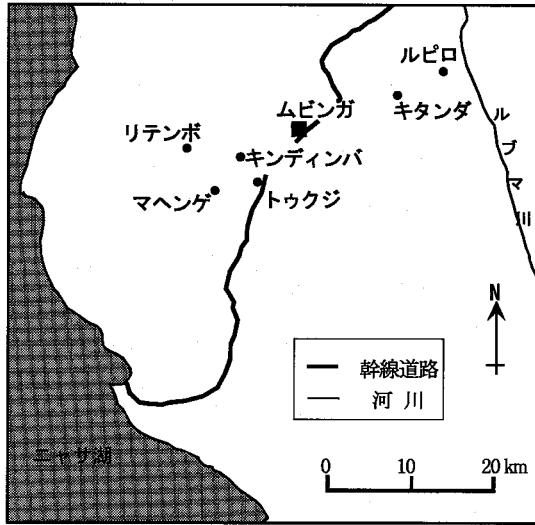 ルピロ
キタンダ
ムビンガ
リテンボ
キンディンバ
マヘンゲ
トゥクジ
ルブマ川
N
幹線道路
河川
ニャサ湖
0 10 20 km